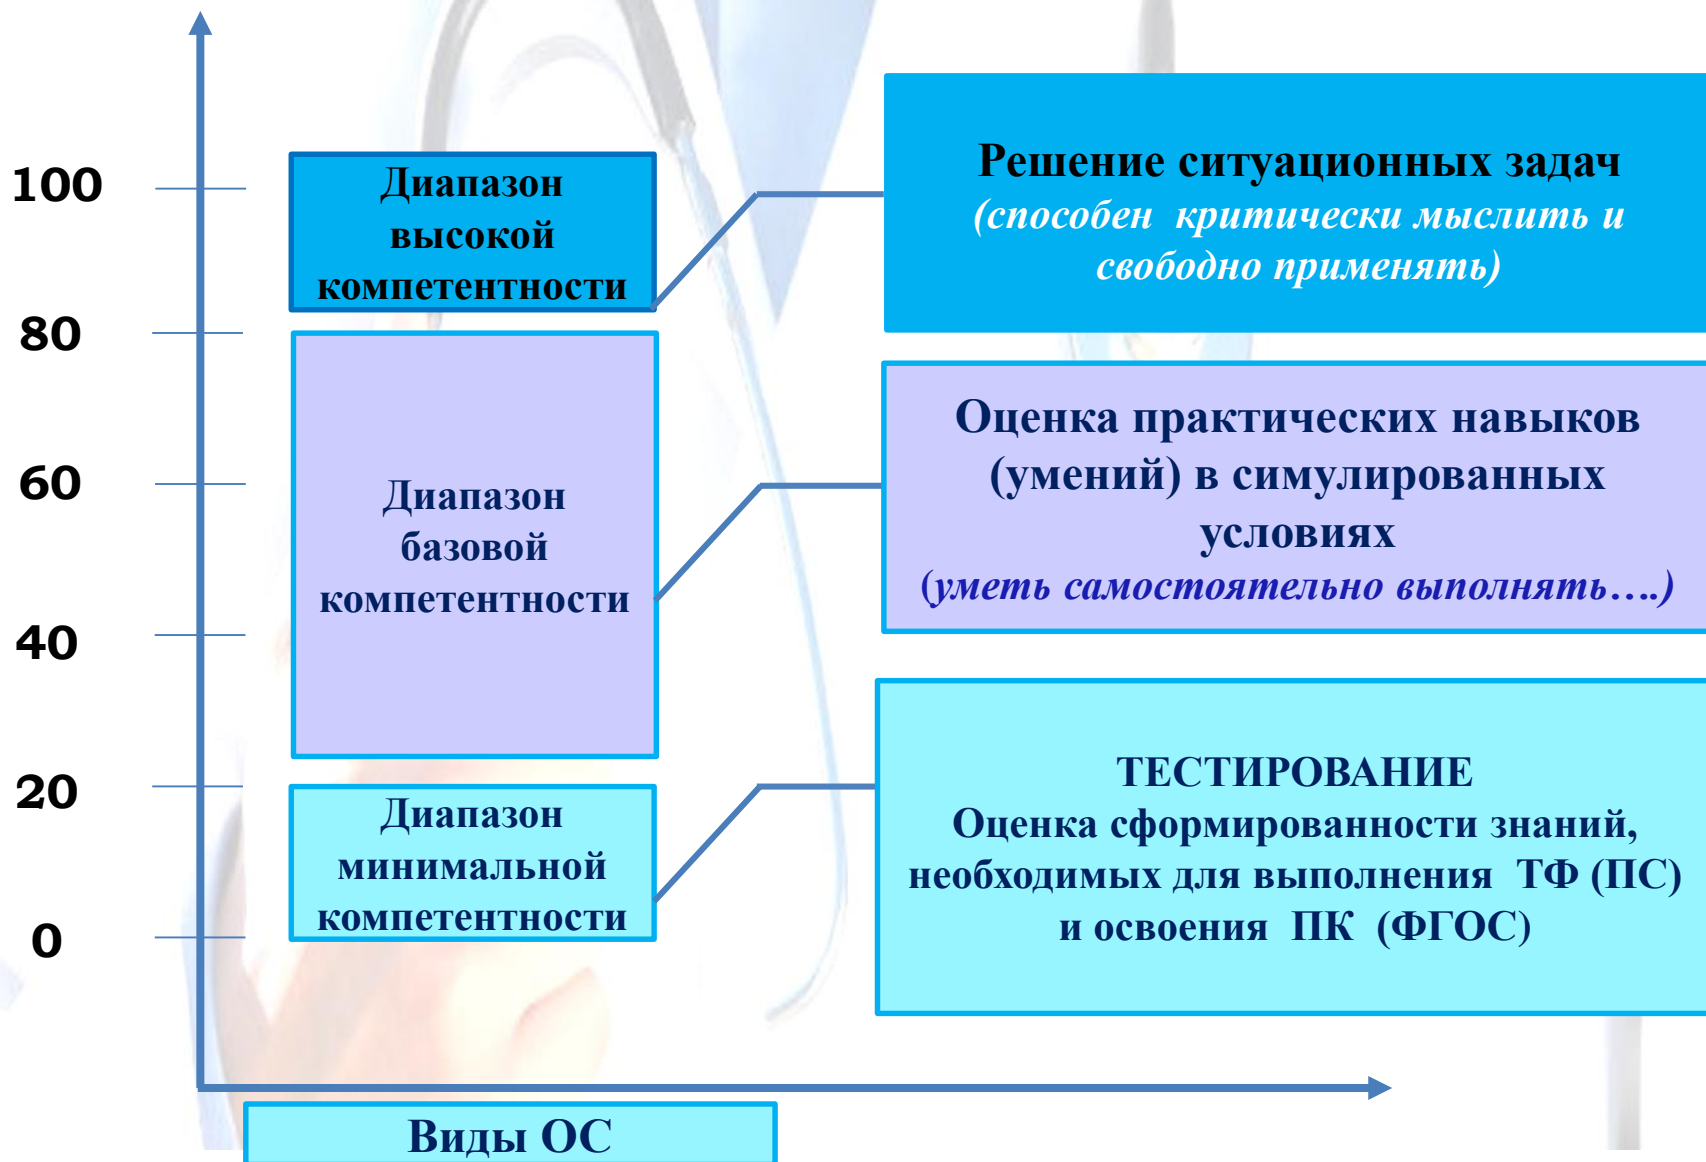 100
80
60
40
20
0
Диапазон
высокой
компетентности
Диапазон
базовой
компетентности
Диапазон
минимальной
компетентности
Решение ситуационных задач
(способен критически мыслить и
свободно применять)
Оценка практических навыков
(умений) в симулированных
условиях
(уметь самостоятельно выполнять….)
ТЕСТИРОВАНИЕ
Оценка сформированности знаний,
необходимых для выполнения ТФ (ПС)
и освоения ПК (ФГОС)
Виды ОС